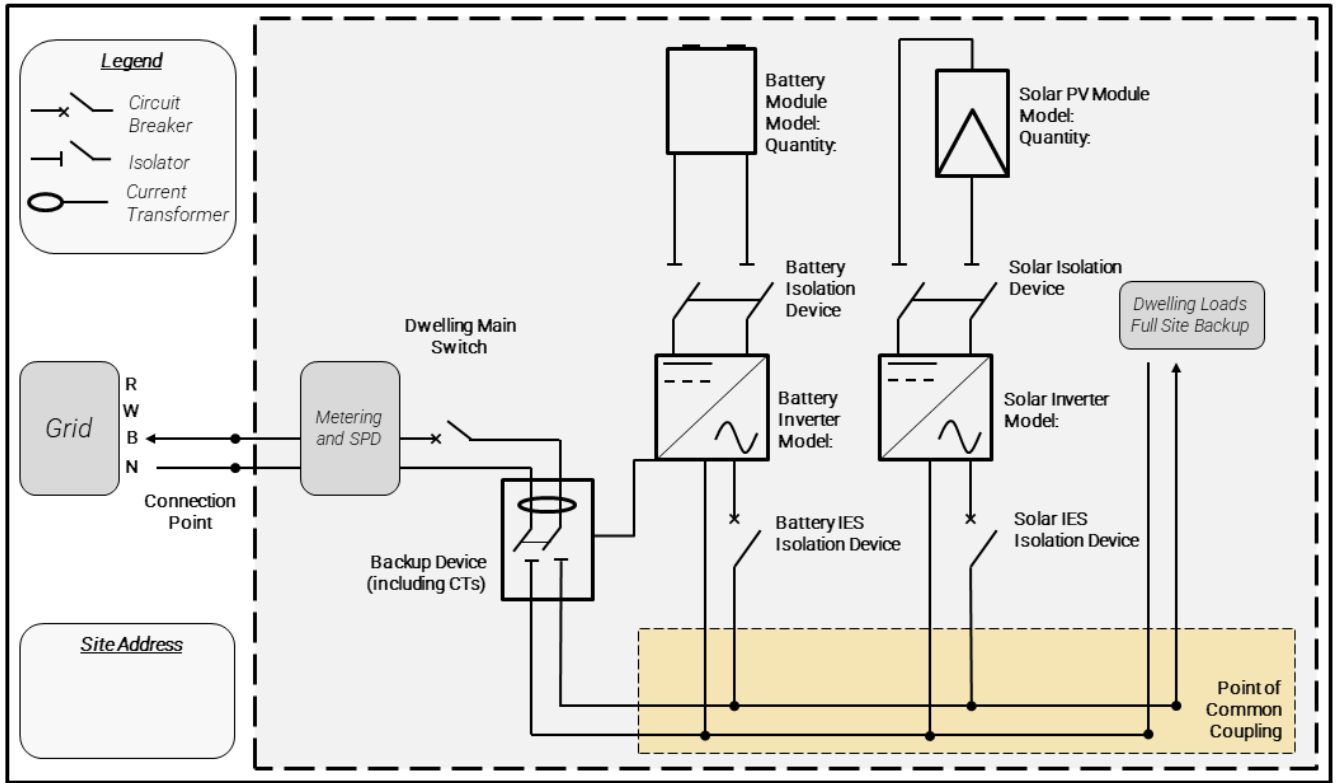 Legend
Circuit
Breaker
Isolator
Current
Transformer
Battery
Module
Model:
Quantity:
Solar PV Module
Model:
Quantity:
Battery
Isolation
Device
Solar Isolation
Device
Dwelling Loads
Full Site Backup
Dwelling Main
Switch
Grid
R
W
B
N
Metering
and SPD
Battery
Inverter
Model:
Solar Inverter
Model:
Connection
Point
Backup Device
(including CTs)
Battery IES
Isolation Device
Solar IES
Isolation Device
Site Address
Point of
Common
Coupling